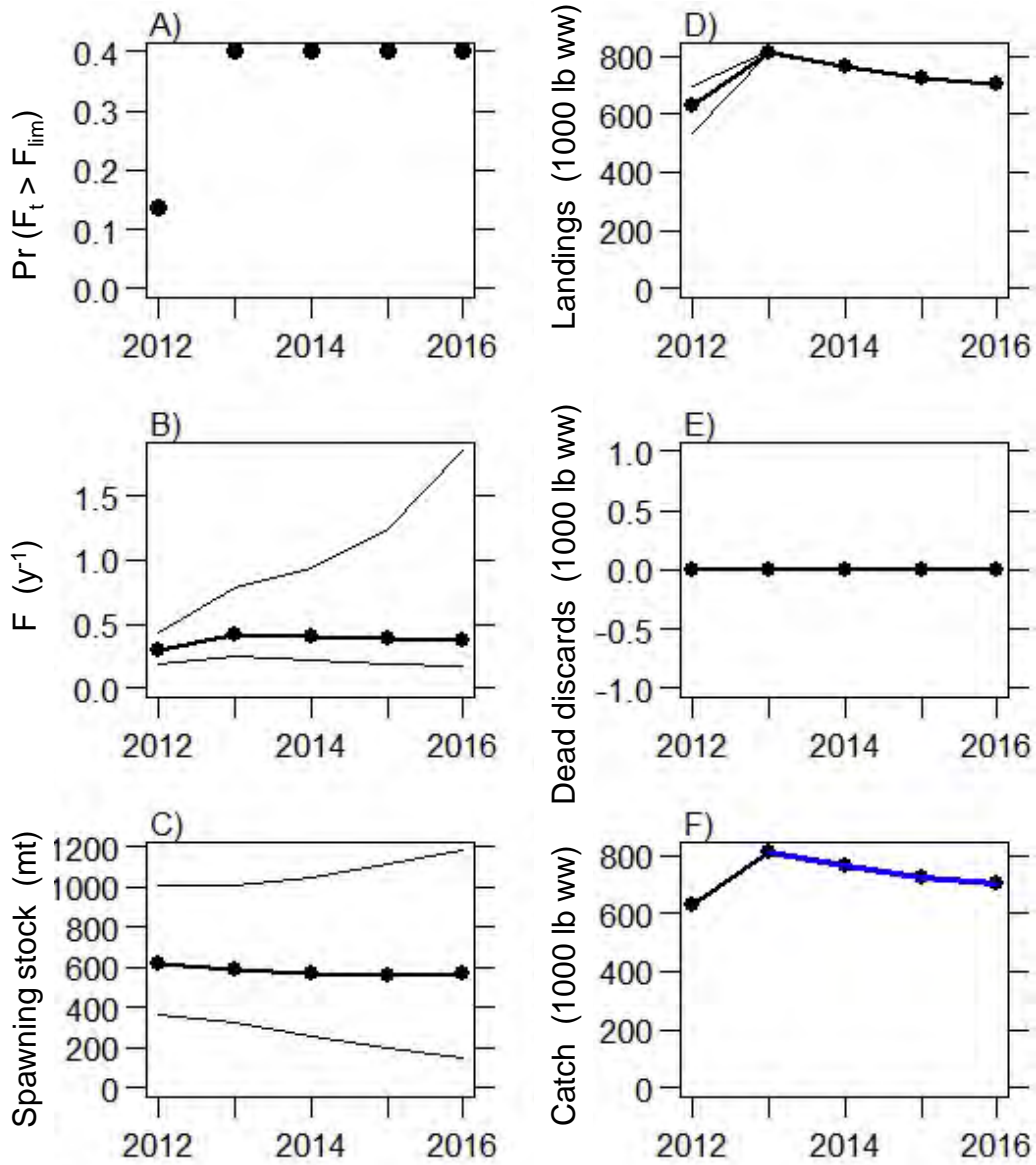 A)
Pr (Ft > Flim)
0.4
0.3
0.2
0.1
0.0
2012 2014 2016
D)
Landings (1000 lb ww)
800
600
400
200
0
2012 2014 2016
B)
F (y-1)
1.5
1.0
0.5
0.0
2012 2014 2016
E)
Dead discards (1000 lb ww)
1.0
0.5
0.0
-0.5
-1.0
2012 2014 2016
C)
Spawning stock (mt)
1200
1000
800
600
400
200
0
2012 2014 2016
F)
Catch (1000 lb ww)
800
600
400
200
0
2012 2014 2016